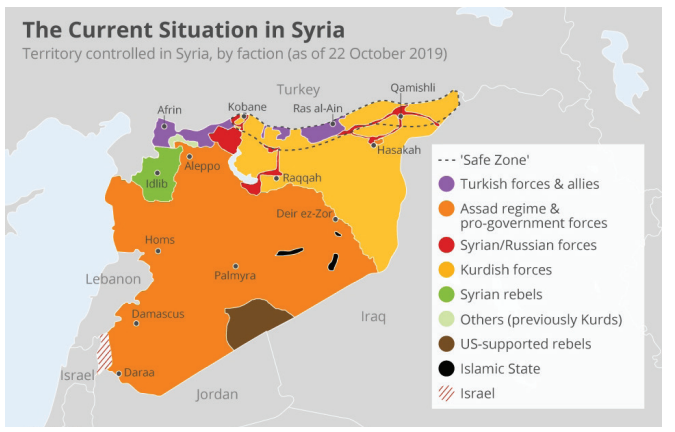 The Current Situation in Syria
Territory controlled in Syria, by faction (as of 22 October 2019)
Turkey
Qamishli
Afrin
Kobane
Ras al-Ain
Hasakah
Aleppo
Idlib
Raqqah
Deir ez-Zor
Homs
Palmyra
Lebanon
Damascus
Iraq
Israel
Daraa
Jordan
'Safe Zone'
Turkish forces & allies
Assad regime &
pro-government forces
Syrian/Russian forces
Kurdish forces
Syrian rebels
Others (previously Kurds)
US-supported rebels
Islamic State
Israel